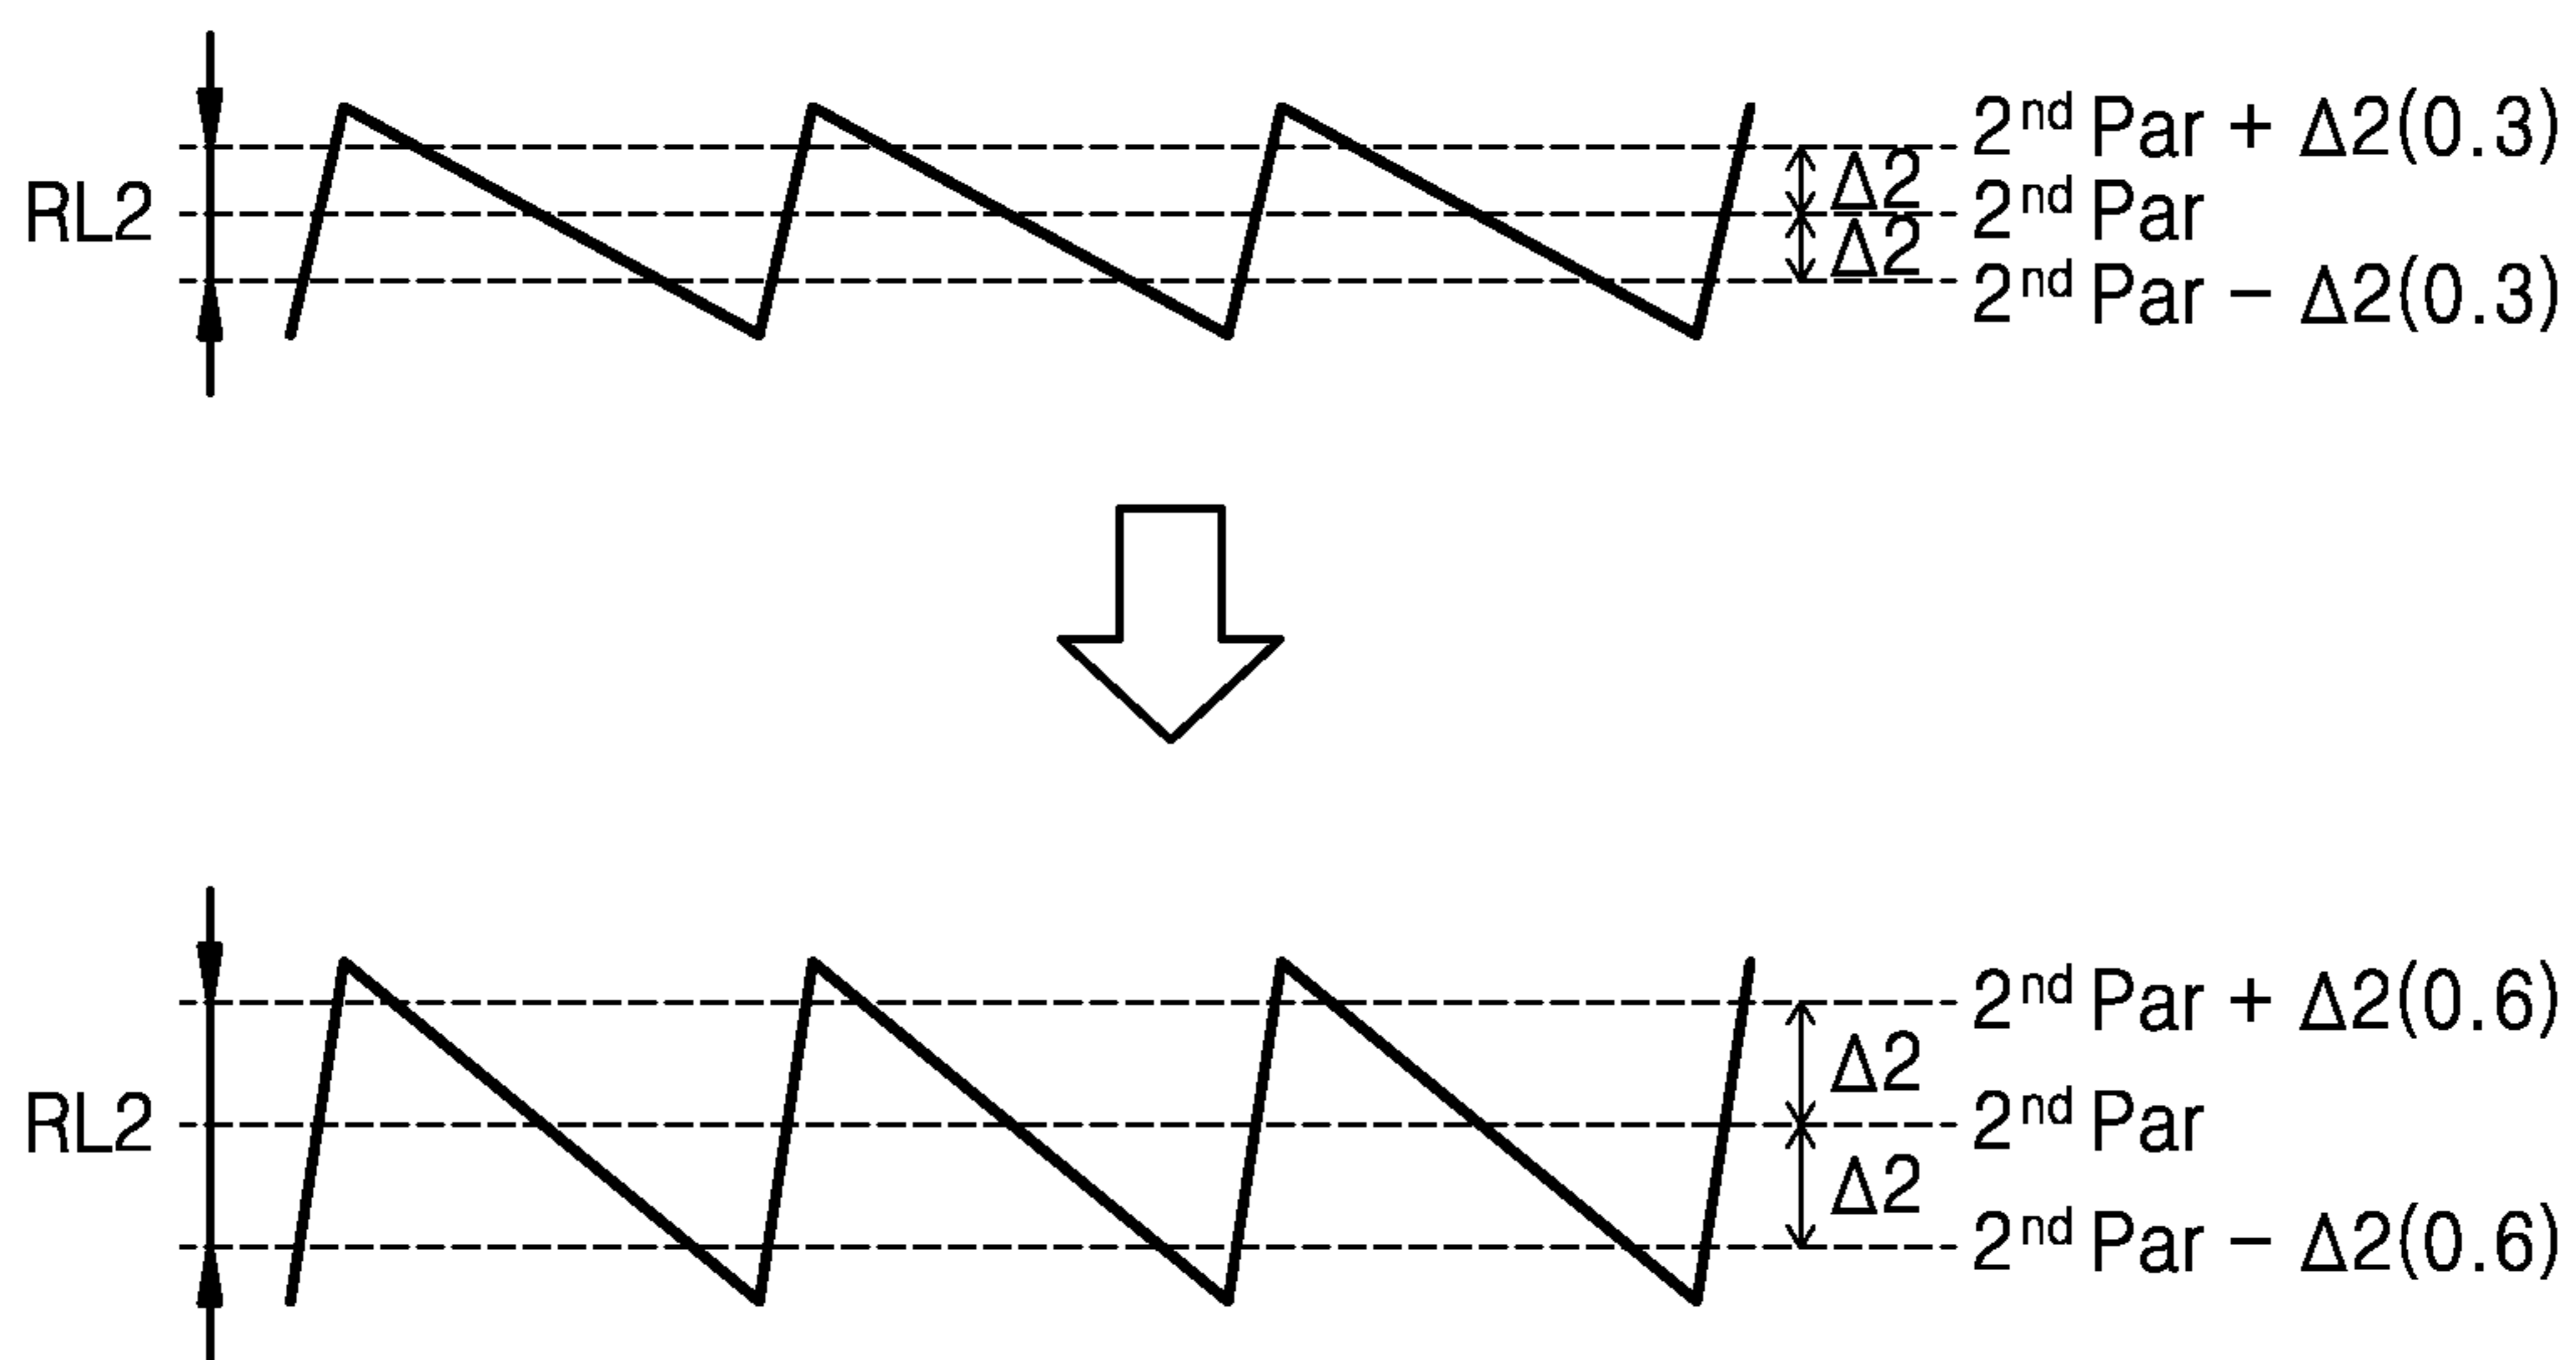 2nd Par + Δ2(0.3)
Δ2
RL2
2nd Par
Δ2
2nd Par − Δ2(0.3)
2nd Par + Δ2(0.6)
Δ2
RL2
2nd Par
Δ2
2nd Par − Δ2(0.6)